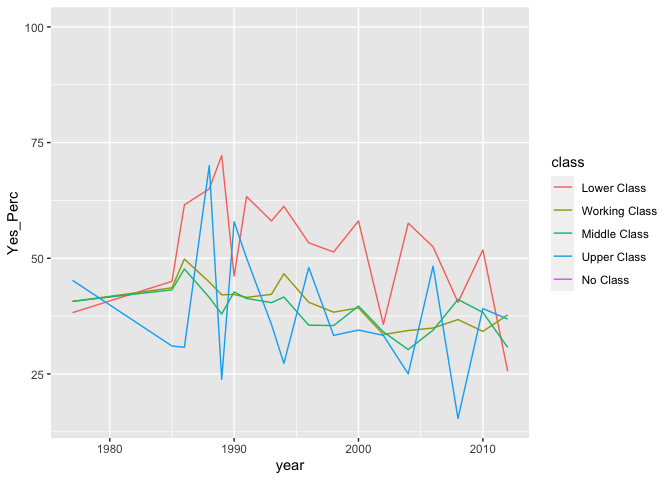 100
75
50
25
Yes_Perc
1980 1990 2000 2010
year
class
Lower Class
Working Class
Middle Class
Upper Class
No Class